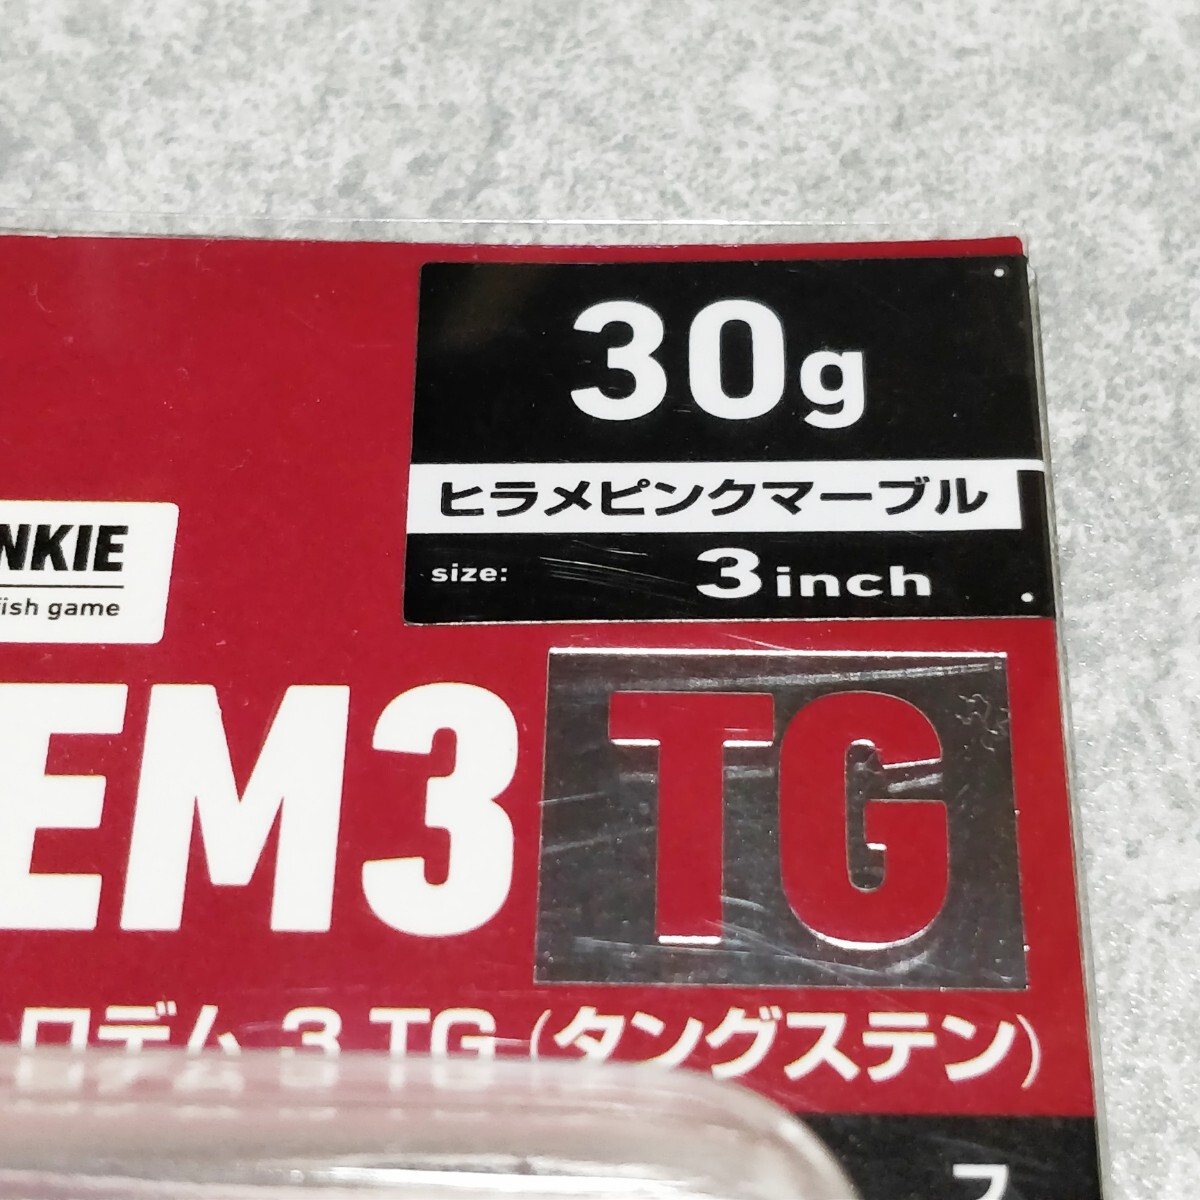 30g
ヒラメピンクマーブル
size: 3inch
NKIE
fish game
EM3 TG
ロデム 3 TG (タングステン)